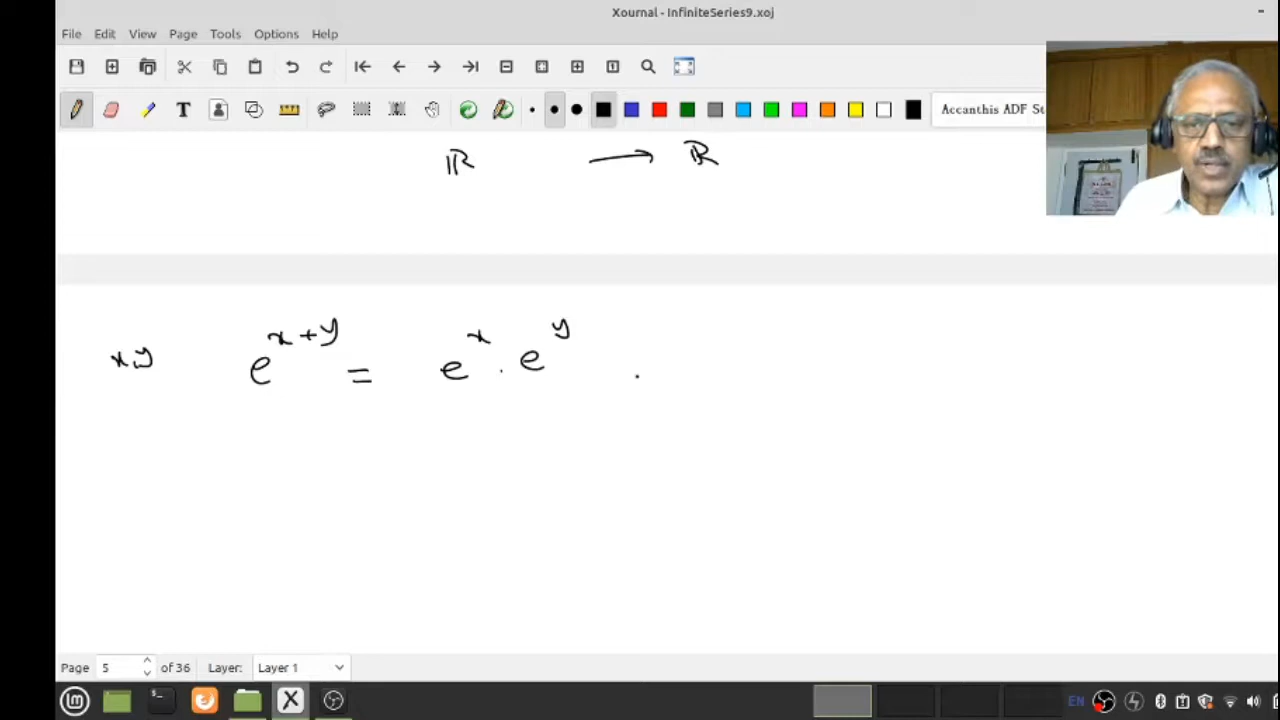 Xournal - InfiniteSeries9.xoj
File Edit View Page Tools Options Help
Accanthis ADF St
ℝ → ℝ
x,y e^{x+y} = e^x . e^y .
Page 5 of 36 Layer: Layer 1
EN